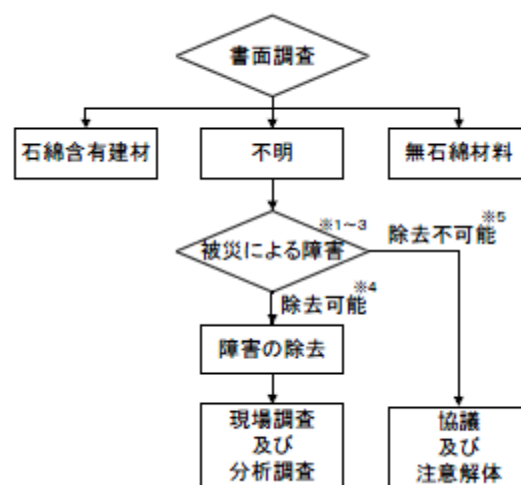 書面調査
石綿含有建材
不明
無石綿材料
被災による障害
※1～3
除去不可能※5
除去可能※4
障害の除去
現場調査
及び
分析調査
協議
及び
注意解体